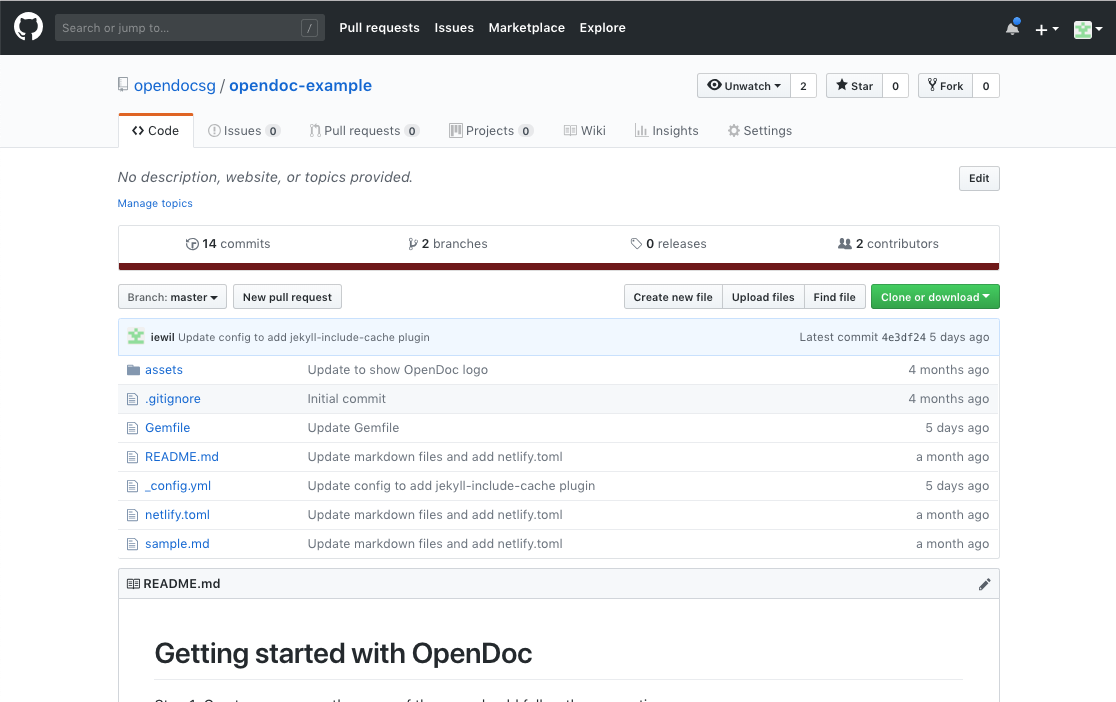 Search or jump to… / Pull requests Issues Marketplace Explore
opendocsg / opendoc-example Unwatch 2 Star 0 Fork 0
Code Issues 0 Pull requests 0 Projects 0 Wiki Insights Settings
No description, website, or topics provided. Edit
Manage topics
14 commits 2 branches 0 releases 2 contributors
Branch: master New pull request Create new file Upload files Find file Clone or download
iewil Update config to add jekyll-include-cache plugin Latest commit 4e3df24 5 days ago
assets Update to show OpenDoc logo 4 months ago
.gitignore Initial commit 4 months ago
Gemfile Update Gemfile 5 days ago
README.md Update markdown files and add netlify.toml a month ago
_config.yml Update config to add jekyll-include-cache plugin 5 days ago
netlify.toml Update markdown files and add netlify.toml a month ago
sample.md Update markdown files and add netlify.toml a month ago
README.md
Getting started with OpenDoc